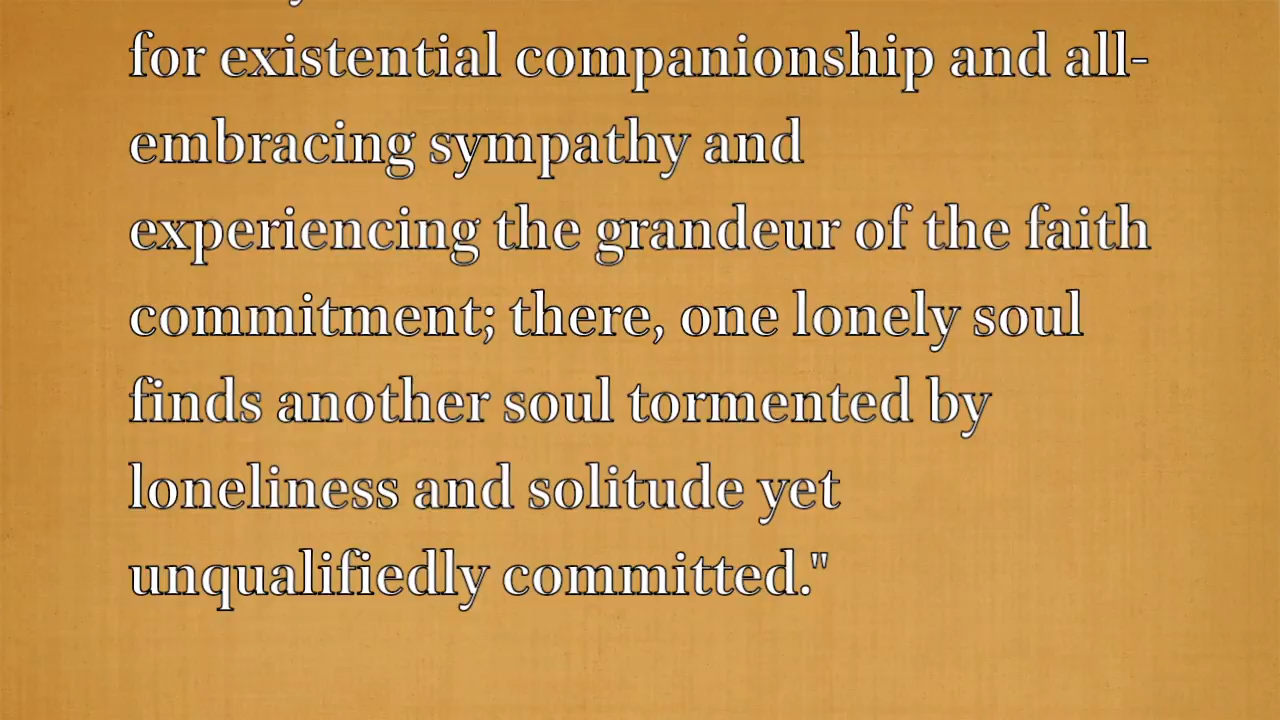 for existential companionship and all-
embracing sympathy and
experiencing the grandeur of the faith
commitment; there, one lonely soul
finds another soul tormented by
loneliness and solitude yet
unqualifiedly committed."